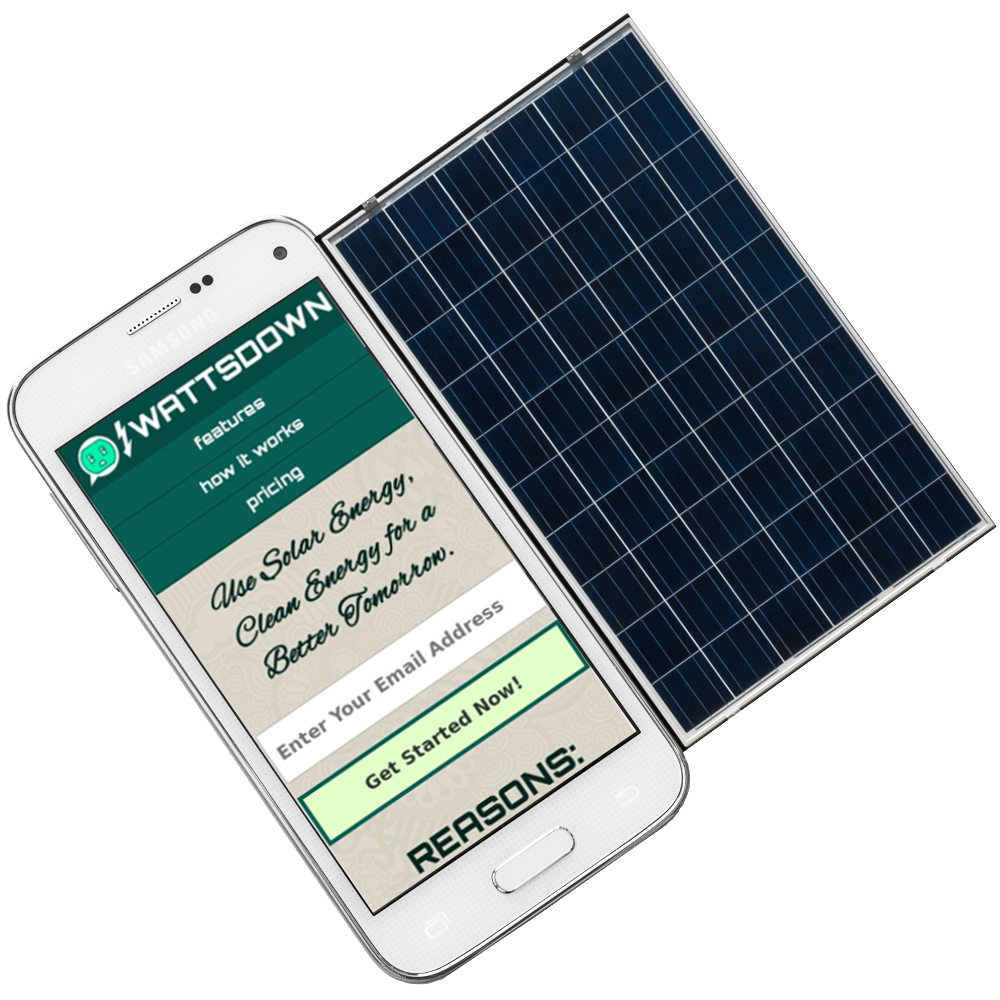 SAMSUNG
WATTSDOWN
features
how it works
pricing
Use Solar Energy,
Clean Energy for a
Better Tomorrow.
Enter Your Email Address
Get Started Now!
REASONS: